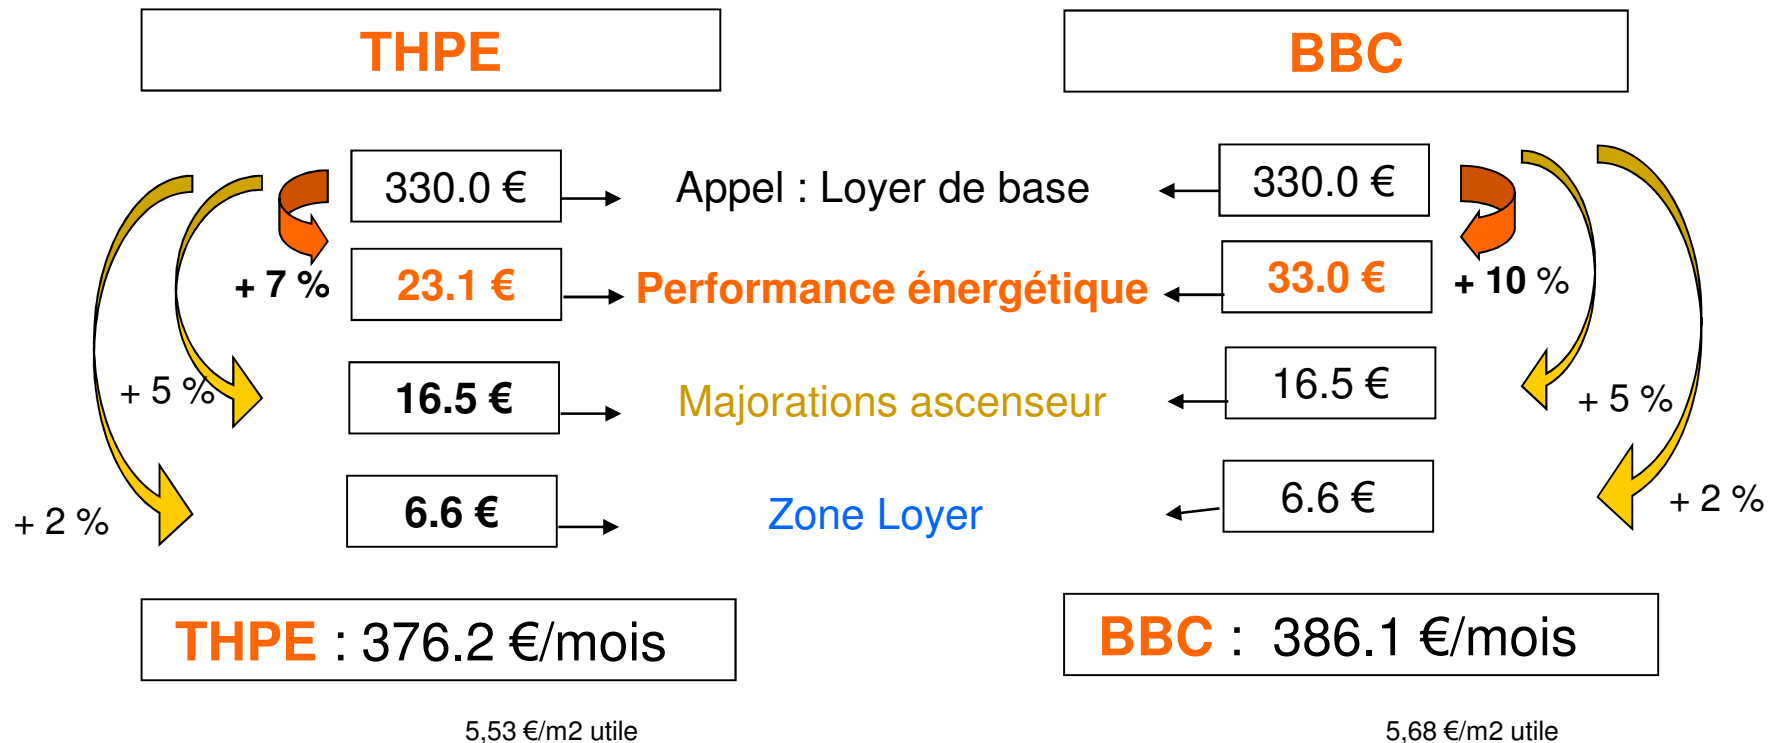 THPE
BBC
330.0 €
Appel : Loyer de base
330.0 €
+ 7 %
23.1 €
Performance énergétique
33.0 €
+ 10 %
+ 5 %
16.5 €
Majorations ascenseur
16.5 €
+ 5 %
+ 2 %
6.6 €
Zone Loyer
6.6 €
+ 2 %
THPE : 376.2 €/mois
BBC : 386.1 €/mois
5,53 €/m2 utile
5,68 €/m2 utile